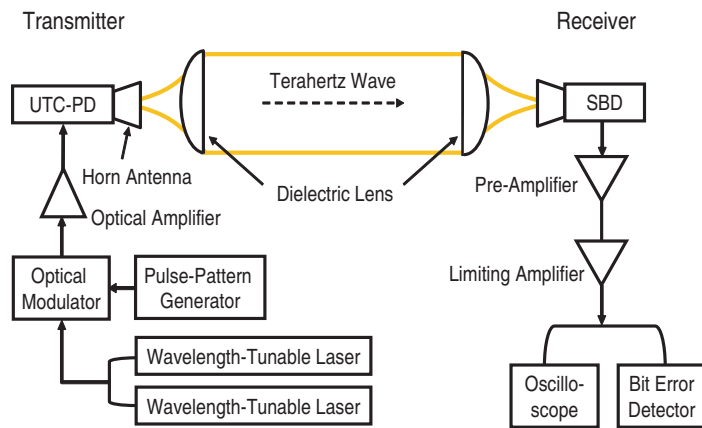 Transmitter
Receiver
UTC-PD
Terahertz Wave
SBD
Horn Antenna
Dielectric Lens
Pre-Amplifier
Optical Amplifier
Limiting Amplifier
Optical
Modulator
Pulse-Pattern
Generator
Wavelength-Tunable Laser
Wavelength-Tunable Laser
Oscillo-
scope
Bit Error
Detector